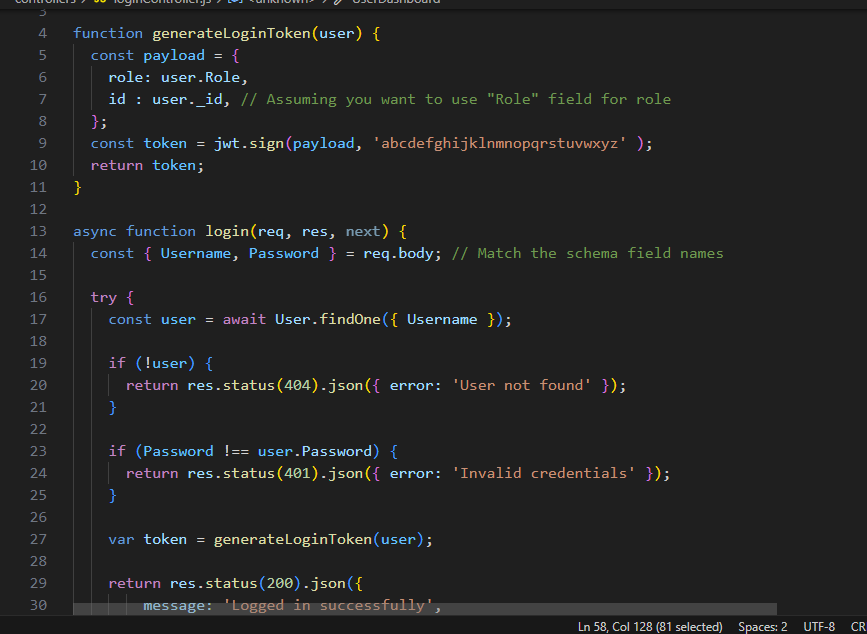 controllers > JS loginController.js > <unknown> > UserDashboard
3
4 function generateLoginToken(user) {
5 const payload = {
6 role: user.Role,
7 id : user._id, // Assuming you want to use "Role" field for role
8 };
9 const token = jwt.sign(payload, 'abcdefghijklnmnopqrstuvwxyz' );
10 return token;
11 }
12
13 async function login(req, res, next) {
14 const { Username, Password } = req.body; // Match the schema field names
15
16 try {
17 const user = await User.findOne({ Username });
18
19 if (!user) {
20 return res.status(404).json({ error: 'User not found' });
21 }
22
23 if (Password !== user.Password) {
24 return res.status(401).json({ error: 'Invalid credentials' });
25 }
26
27 var token = generateLoginToken(user);
28
29 return res.status(200).json({
30 message: 'Logged in successfully',
Ln 58, Col 128 (81 selected) Spaces: 2 UTF-8 CR